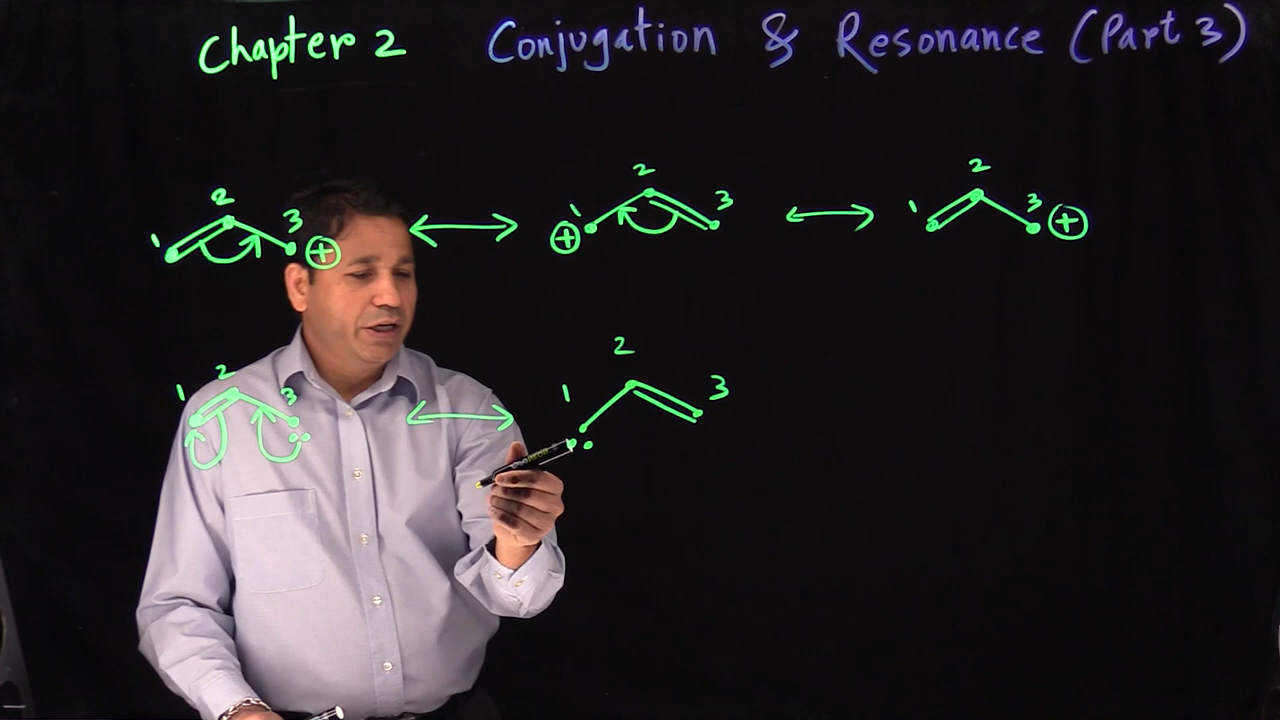 Chapter 2 Conjugation & Resonance (Part 3)
1 2 3 + 1 2 3 1 2 3 +
+
1 2 3 1 2 3